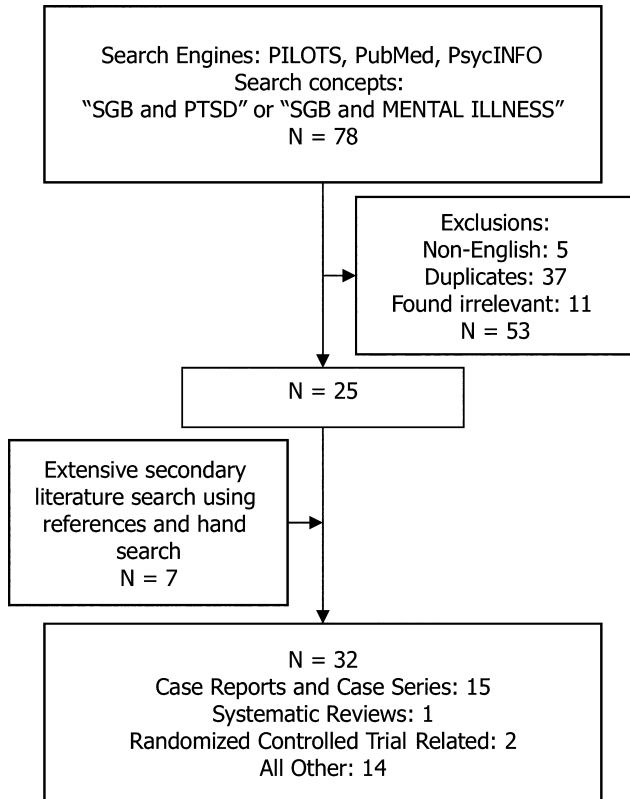 Search Engines: PILOTS, PubMed, PsycINFO
Search concepts:
“SGB and PTSD” or “SGB and MENTAL ILLNESS”
N = 78
Exclusions:
Non-English: 5
Duplicates: 37
Found irrelevant: 11
N = 53
N = 25
Extensive secondary
literature search using
references and hand
search
N = 7
N = 32
Case Reports and Case Series: 15
Systematic Reviews: 1
Randomized Controlled Trial Related: 2
All Other: 14